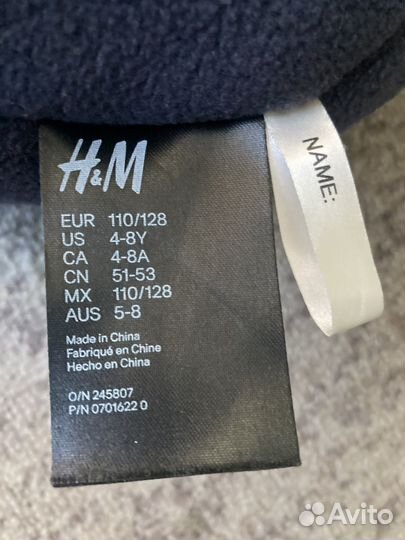 H&M
NAME:
EUR 110/128
US 4-8Y
CA 4-8A
CN 51-53
MX 110/128
AUS 5-8
Made in China
Fabriqué en Chine
Hecho en China
O/N 245807
P/N 0701622 0
Avito